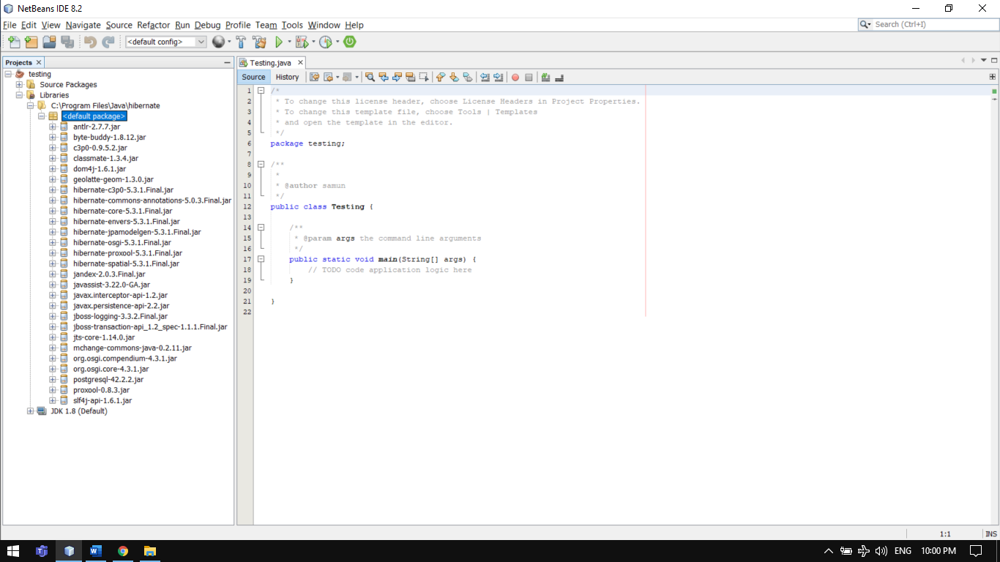 NetBeans IDE 8.2
File Edit View Navigate Source Refactor Run Debug Profile Team Tools Window Help
Search (Ctrl+I)
<default config>
Projects
testing
Source Packages
Libraries
C:\Program Files\Java\hibernate
<default package>
antlr-2.7.7.jar
byte-buddy-1.8.12.jar
c3p0-0.9.5.2.jar
classmate-1.3.4.jar
dom4j-1.6.1.jar
geolatte-geom-1.3.0.jar
hibernate-c3p0-5.3.1.Final.jar
hibernate-commons-annotations-5.0.3.Final.jar
hibernate-core-5.3.1.Final.jar
hibernate-envers-5.3.1.Final.jar
hibernate-jpamodelgen-5.3.1.Final.jar
hibernate-osgi-5.3.1.Final.jar
hibernate-proxool-5.3.1.Final.jar
hibernate-spatial-5.3.1.Final.jar
jandex-2.0.3.Final.jar
javassist-3.22.0-GA.jar
javax.interceptor-api-1.2.jar
javax.persistence-api-2.2.jar
jboss-logging-3.3.2.Final.jar
jboss-transaction-api_1.2_spec-1.1.1.Final.jar
jts-core-1.14.0.jar
mchange-commons-java-0.2.11.jar
org.osgi.compendium-4.3.1.jar
org.osgi.core-4.3.1.jar
postgresql-42.2.2.jar
proxool-0.8.3.jar
slf4j-api-1.6.1.jar
JDK 1.8 (Default)
Testing.java
Source History
1 /*
2 * To change this license header, choose License Headers in Project Properties.
3 * To change this template file, choose Tools | Templates
4 * and open the template in the editor.
5 */
6 package testing;
7
8 /**
9 *
10 * @author samun
11 */
12 public class Testing {
13
14 /**
15 * @param args the command line arguments
16 */
17 public static void main(String[] args) {
18 // TODO code application logic here
19 }
20
21 }
22
1:1 INS
ENG 10:00 PM